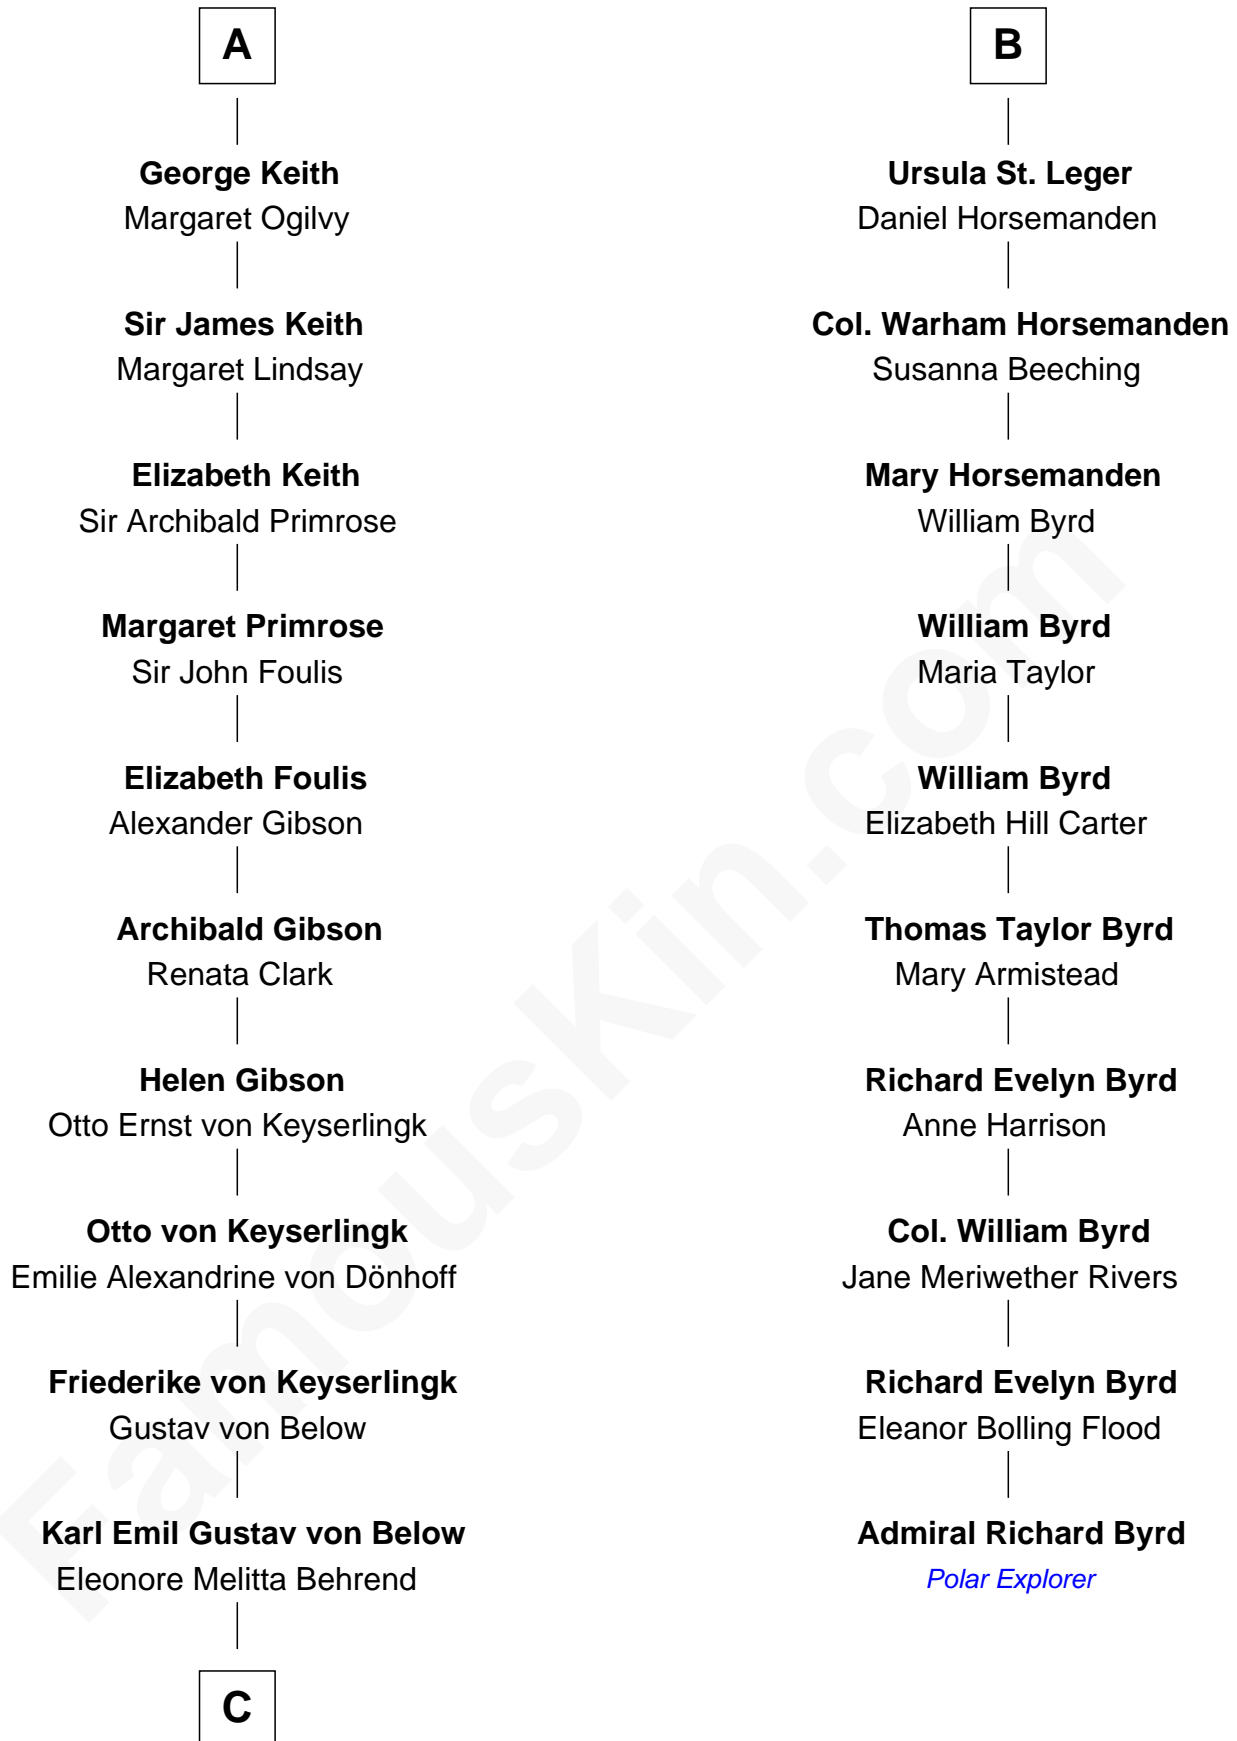 A
George Keith
Margaret Ogilvy
Sir James Keith
Margaret Lindsay
Elizabeth Keith
Sir Archibald Primrose
Margaret Primrose
Sir John Foulis
Elizabeth Foulis
Alexander Gibson
Archibald Gibson
Renata Clark
Helen Gibson
Otto Ernst von Keyserlingk
Otto von Keyserlingk
Emilie Alexandrine von Dönhoff
Friederike von Keyserlingk
Gustav von Below
Karl Emil Gustav von Below
Eleonore Melitta Behrend
C
B
Ursula St. Leger
Daniel Horsemanden
Col. Warham Horsemanden
Susanna Beeching
Mary Horsemanden
William Byrd
William Byrd
Maria Taylor
William Byrd
Elizabeth Hill Carter
Thomas Taylor Byrd
Mary Armistead
Richard Evelyn Byrd
Anne Harrison
Col. William Byrd
Jane Meriwether Rivers
Richard Evelyn Byrd
Eleanor Bolling Flood
Admiral Richard Byrd
Polar Explorer
FamousKin.com